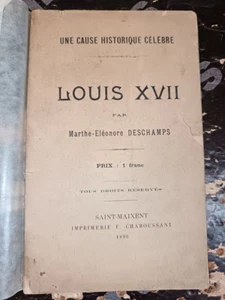 UNE CAUSE HISTORIQUE CÉLÈBRE
LOUIS XVII
PAR
Marthe-Eléonore DESCHAMPS
PRIX : 1 franc
TOUS DROITS RÉSERVÉS
SAINT-MAIXENT
IMPRIMERIE F. CHABOUSSANT